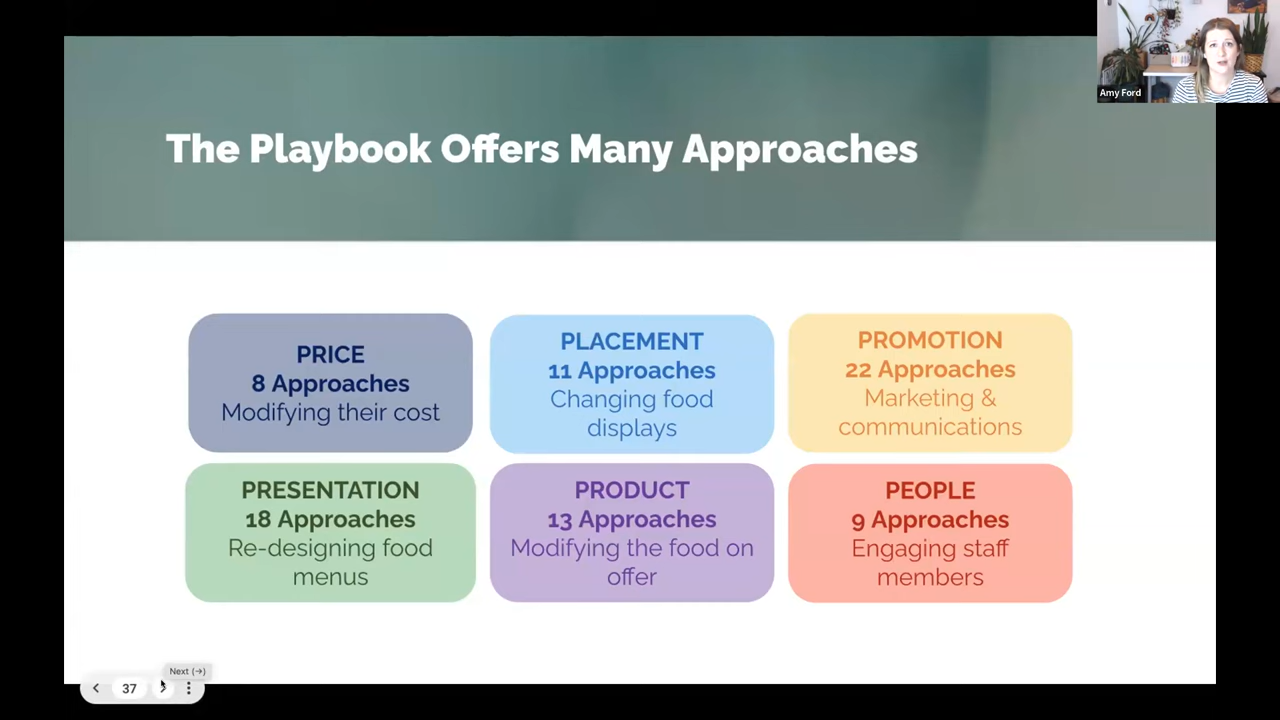 Amy Ford
The Playbook Offers Many Approaches
PRICE
8 Approaches
Modifying their cost
PLACEMENT
11 Approaches
Changing food
displays
PROMOTION
22 Approaches
Marketing &
communications
PRESENTATION
18 Approaches
Re-designing food
menus
PRODUCT
13 Approaches
Modifying the food on
offer
PEOPLE
9 Approaches
Engaging staff
members
Next (→)
37